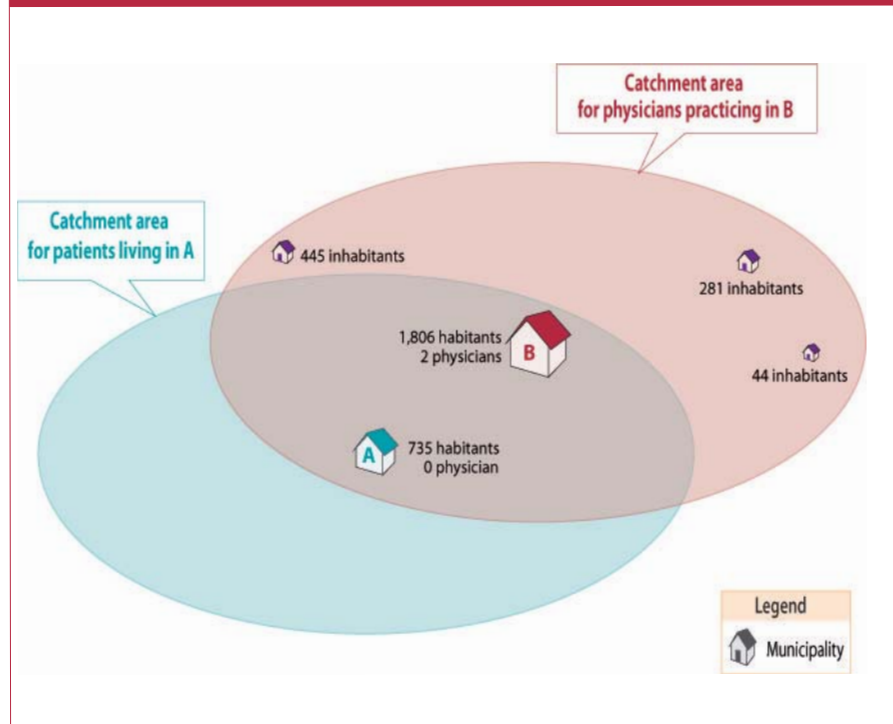 Catchment area
for physicians practicing in B
Catchment area
for patients living in A
445 inhabitants
281 inhabitants
1,806 habitants
2 physicians
B
44 inhabitants
A
735 habitants
0 physician
Legend
Municipality